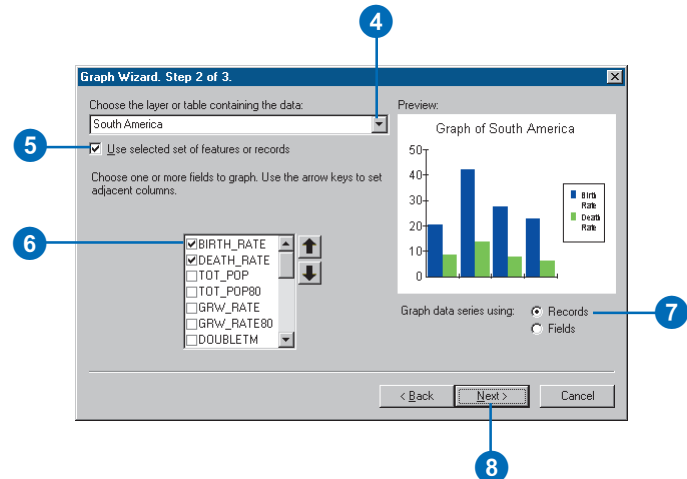 4
Graph Wizard. Step 2 of 3.
Choose the layer or table containing the data:
South America
5
Use selected set of features or records
Choose one or more fields to graph. Use the arrow keys to set
adjacent columns.
6
BIRTH_RATE
DEATH_RATE
TOT_POP
TOT_POP80
GRW_RATE
GRW_RATE80
DOUBLETM
Preview:
Graph of South America
50
40
30
20
10
0
Birth
Rate
Death
Rate
Graph data series using:
Records
Fields
7
< Back
Next >
Cancel
8